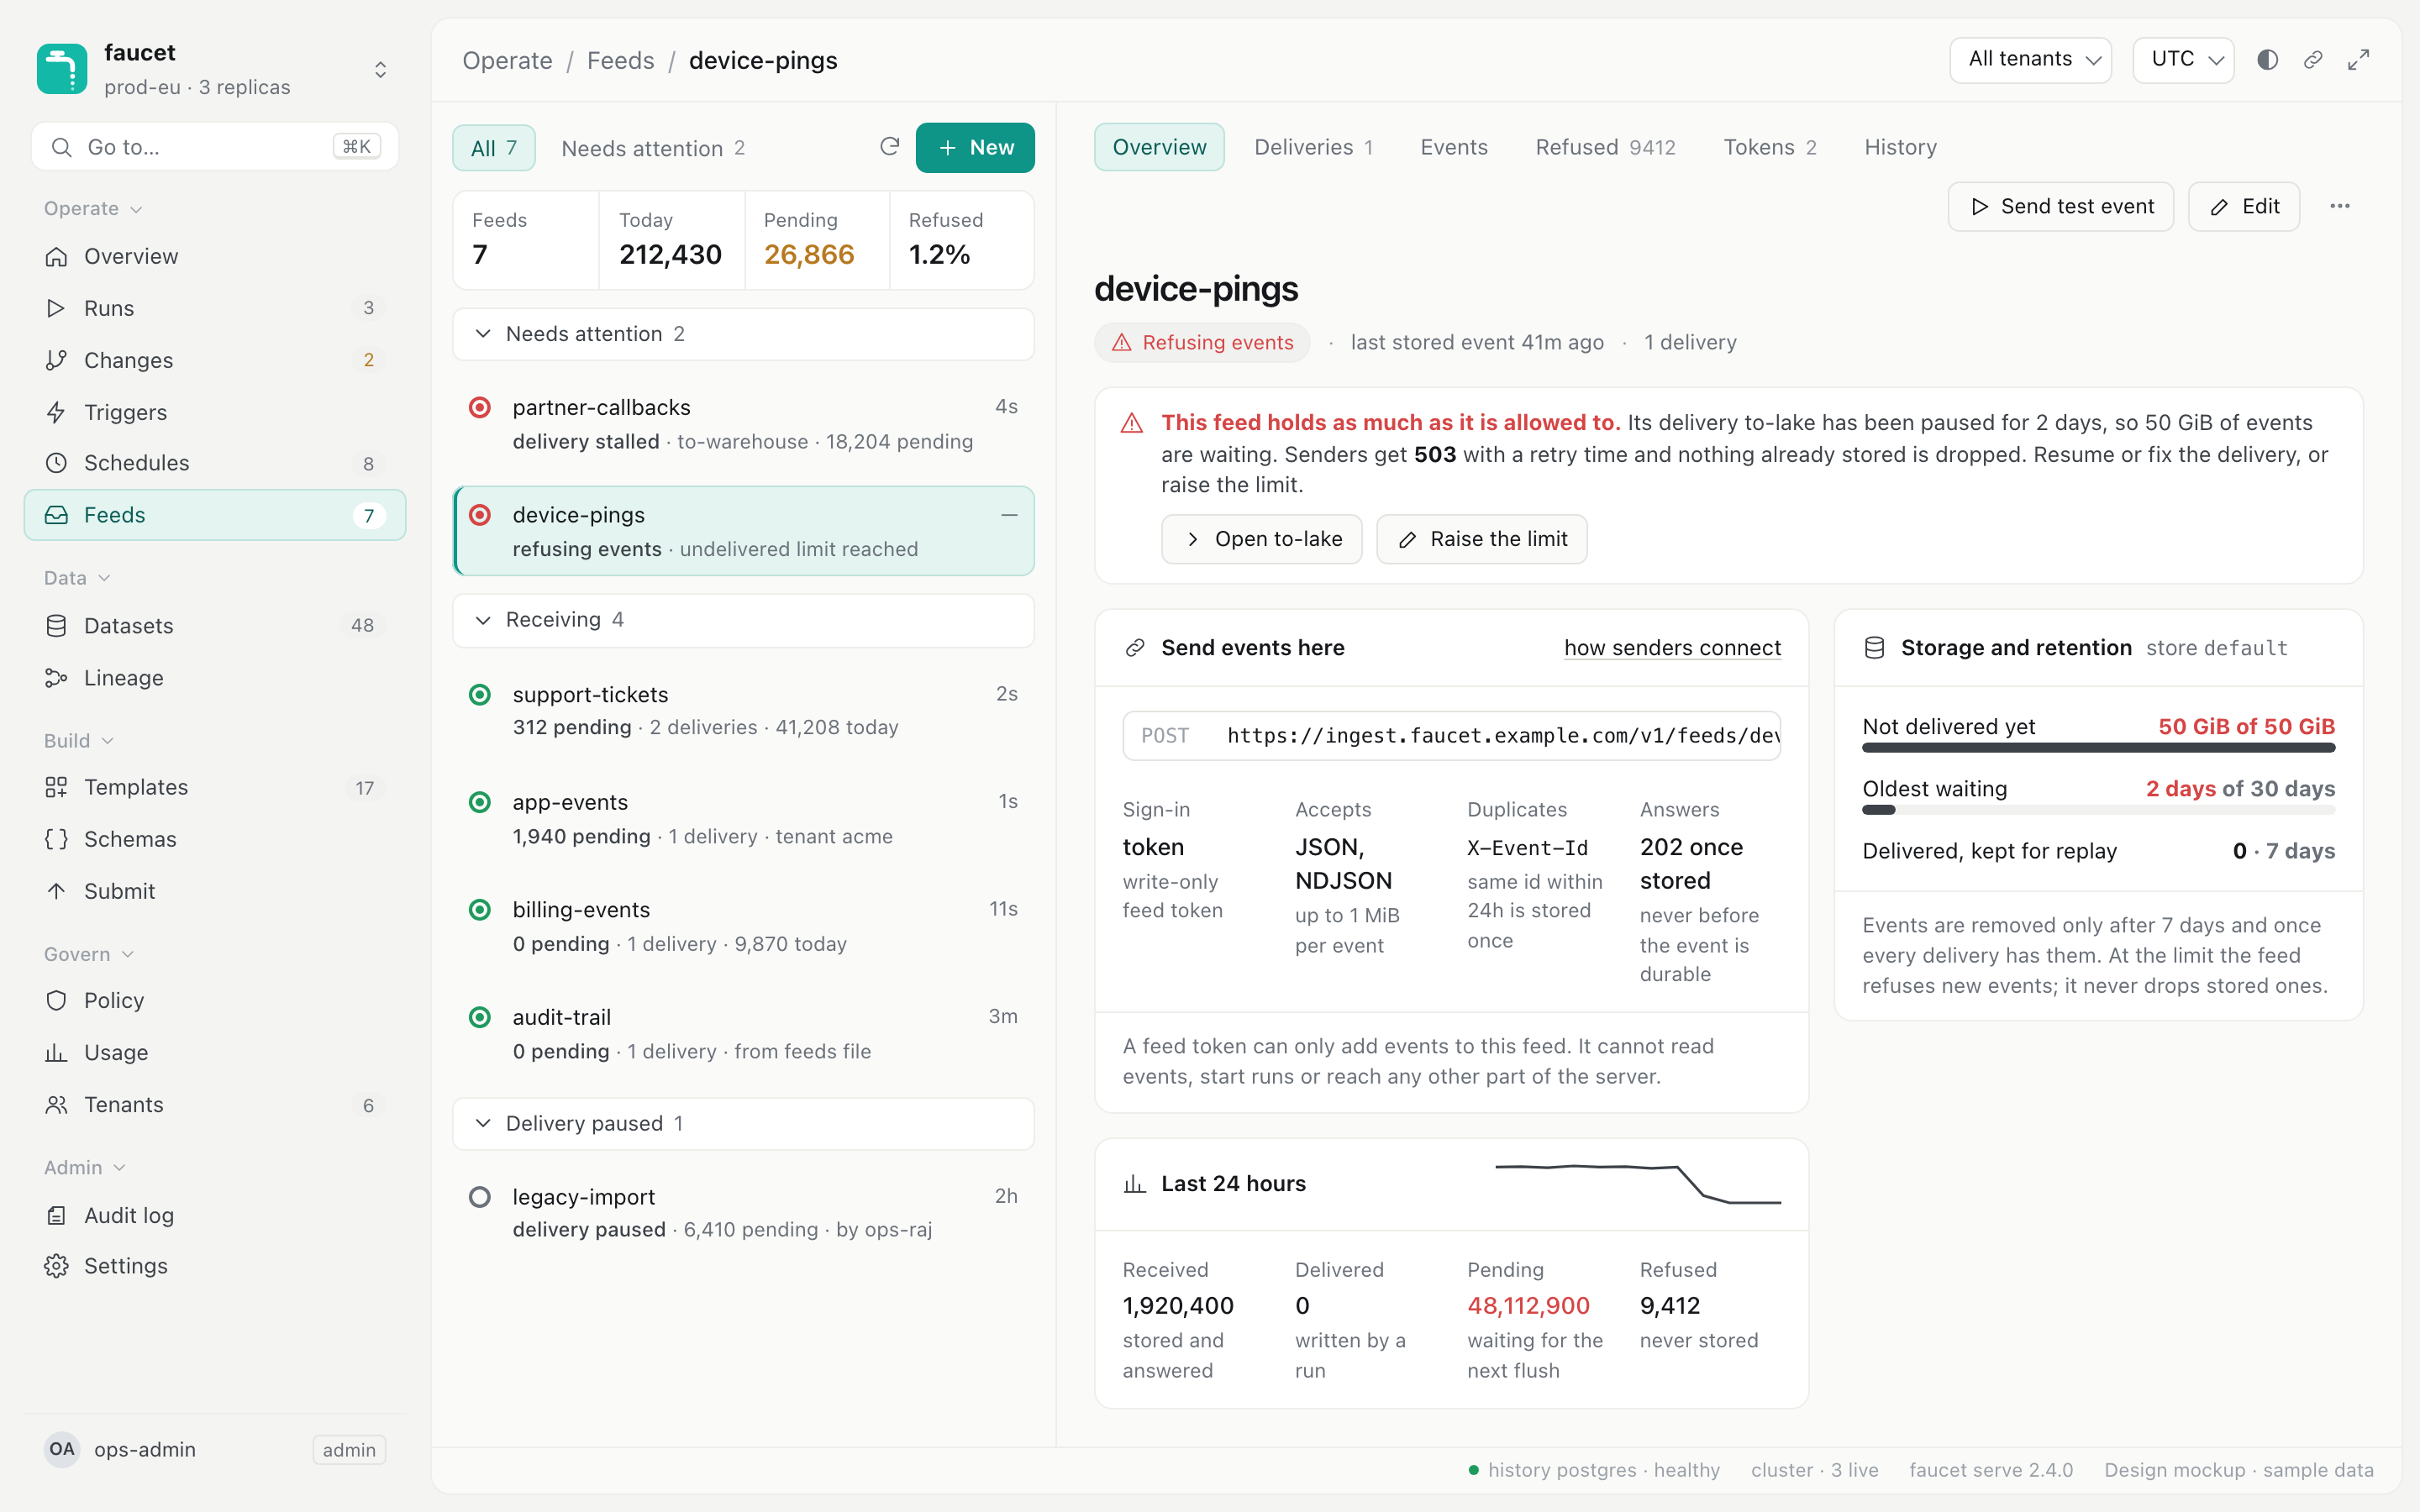 faucet
prod-eu · 3 replicas
Go to...
⌘K
Operate
Overview
Runs 3
Changes 2
Triggers
Schedules 8
Feeds 7
Data
Datasets 48
Lineage
Build
Templates 17
Schemas
Submit
Govern
Policy
Usage
Tenants 6
Admin
Audit log
Settings
OA ops-admin admin
Operate / Feeds / device-pings
All tenants
UTC
All 7
Needs attention 2
New
Feeds
7
Today
212,430
Pending
26,866
Refused
1.2%
Needs attention 2
partner-callbacks 4s
delivery stalled · to-warehouse · 18,204 pending
device-pings —
refusing events · undelivered limit reached
Receiving 4
support-tickets 2s
312 pending · 2 deliveries · 41,208 today
app-events 1s
1,940 pending · 1 delivery · tenant acme
billing-events 11s
0 pending · 1 delivery · 9,870 today
audit-trail 3m
0 pending · 1 delivery · from feeds file
Delivery paused 1
legacy-import 2h
delivery paused · 6,410 pending · by ops-raj
Overview
Deliveries 1
Events
Refused 9412
Tokens 2
History
Send test event
Edit
device-pings
Refusing events · last stored event 41m ago · 1 delivery
This feed holds as much as it is allowed to. Its delivery to-lake has been paused for 2 days, so 50 GiB of events
are waiting. Senders get 503 with a retry time and nothing already stored is dropped. Resume or fix the delivery, or
raise the limit.
Open to-lake
Raise the limit
Send events here
how senders connect
POST https://ingest.faucet.example.com/v1/feeds/dev
Sign-in
token
write-only
feed token
Accepts
JSON,
NDJSON
up to 1 MiB
per event
Duplicates
X-Event-Id
same id within
24h is stored
once
Answers
202 once
stored
never before
the event is
durable
A feed token can only add events to this feed. It cannot read
events, start runs or reach any other part of the server.
Storage and retention store default
Not delivered yet 50 GiB of 50 GiB
Oldest waiting 2 days of 30 days
Delivered, kept for replay 0 · 7 days
Events are removed only after 7 days and once
every delivery has them. At the limit the feed
refuses new events; it never drops stored ones.
Last 24 hours
Received
1,920,400
stored and
answered
Delivered
0
written by a
run
Pending
48,112,900
waiting for the
next flush
Refused
9,412
never stored
history postgres · healthy
cluster · 3 live
faucet serve 2.4.0
Design mockup · sample data